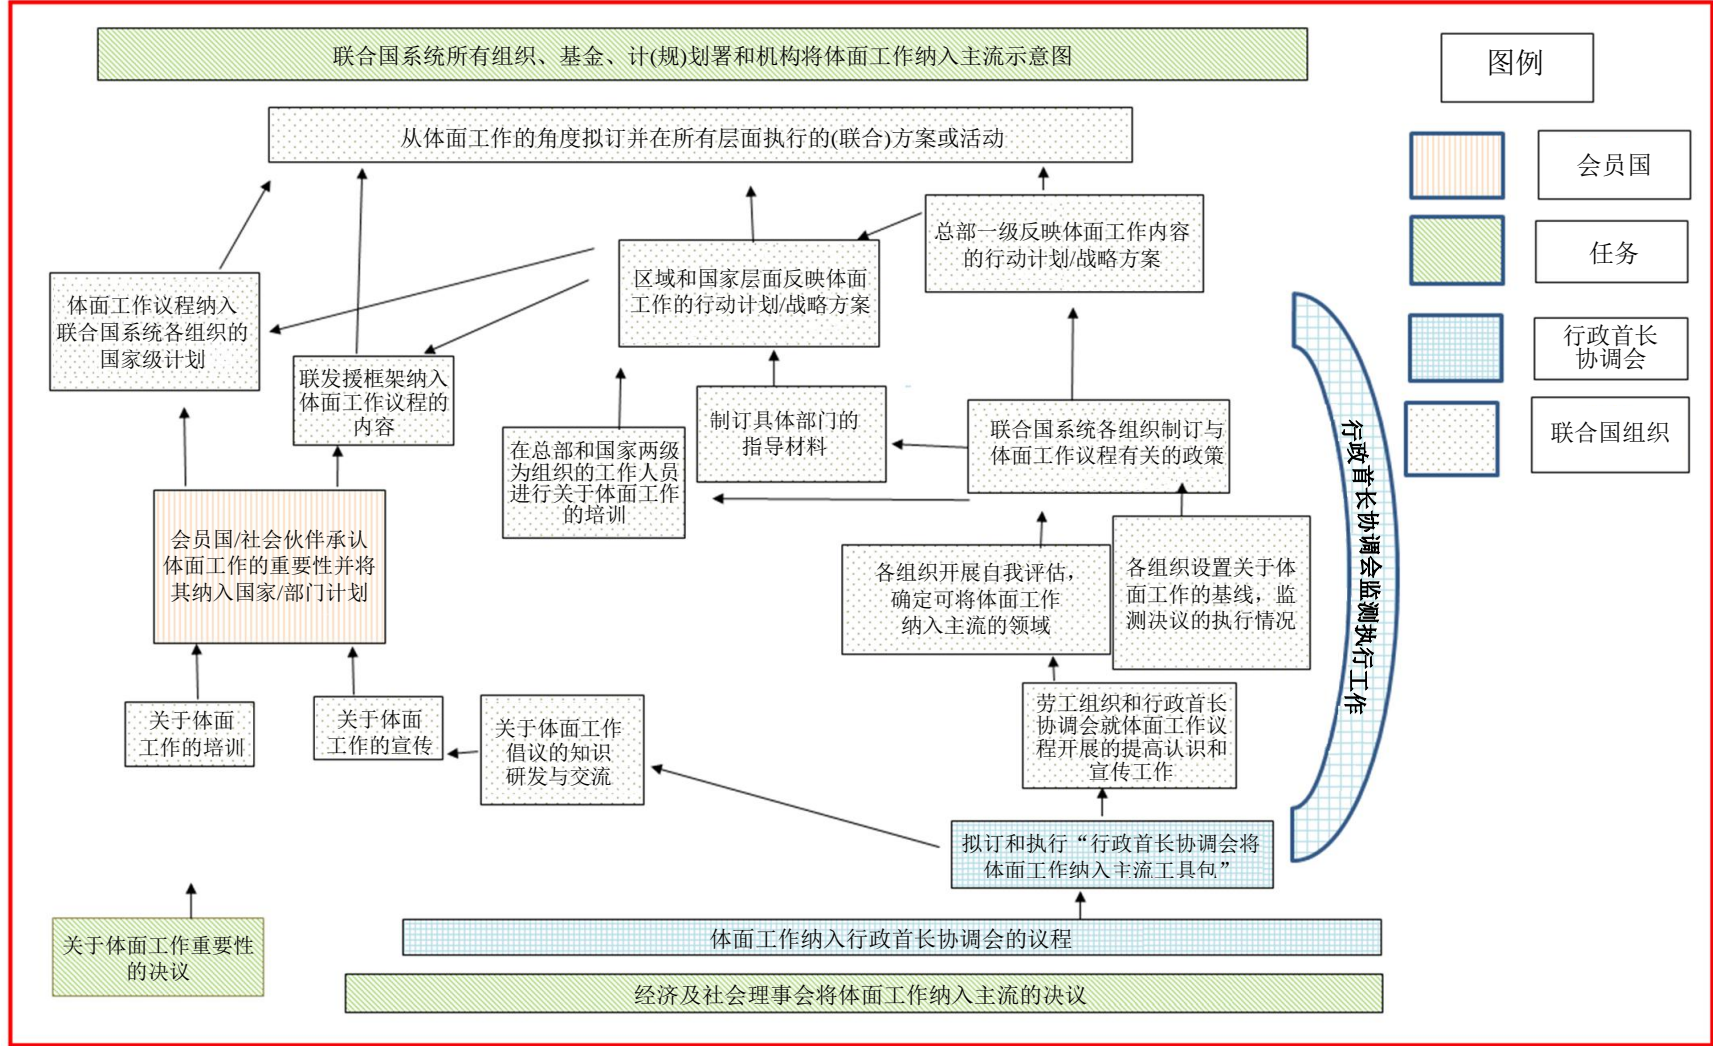 联合国系统所有组织、基金、计(规)划署和机构将体面工作纳入主流示意图
图例
从体面工作的角度拟订并在所有层面执行的(联合)方案或活动
会员国
任务
行政首长
协调会
联合国组织
总部一级反映体面工作内容
的行动计划/战略方案
区域和国家层面反映体面
工作的行动计划/战略方案
体面工作议程纳入
联合国系统各组织的
国家级计划
联发援框架纳入
体面工作议程的
内容
制订具体部门的
指导材料
联合国系统各组织制订与
体面工作议程有关的政策
在总部和国家两级
为组织的工作人员
进行关于体面工作
的培训
会员国/社会伙伴承认
体面工作的重要性并将
其纳入国家/部门计划
各组织开展自我评估，
确定可将体面工作
纳入主流的领域
各组织设置关于体
面工作的基线，监
测决议的执行情况
行政首长协调会监测执行工作
关于体面
工作的培训
关于体面
工作的宣传
关于体面工作
倡议的知识
研发与交流
劳工组织和行政首长
协调会就体面工作议
程开展的提高认识和
宣传工作
拟订和执行“行政首长协调会将
体面工作纳入主流工具包”
关于体面工作重要性
的决议
体面工作纳入行政首长协调会的议程
经济及社会理事会将体面工作纳入主流的决议